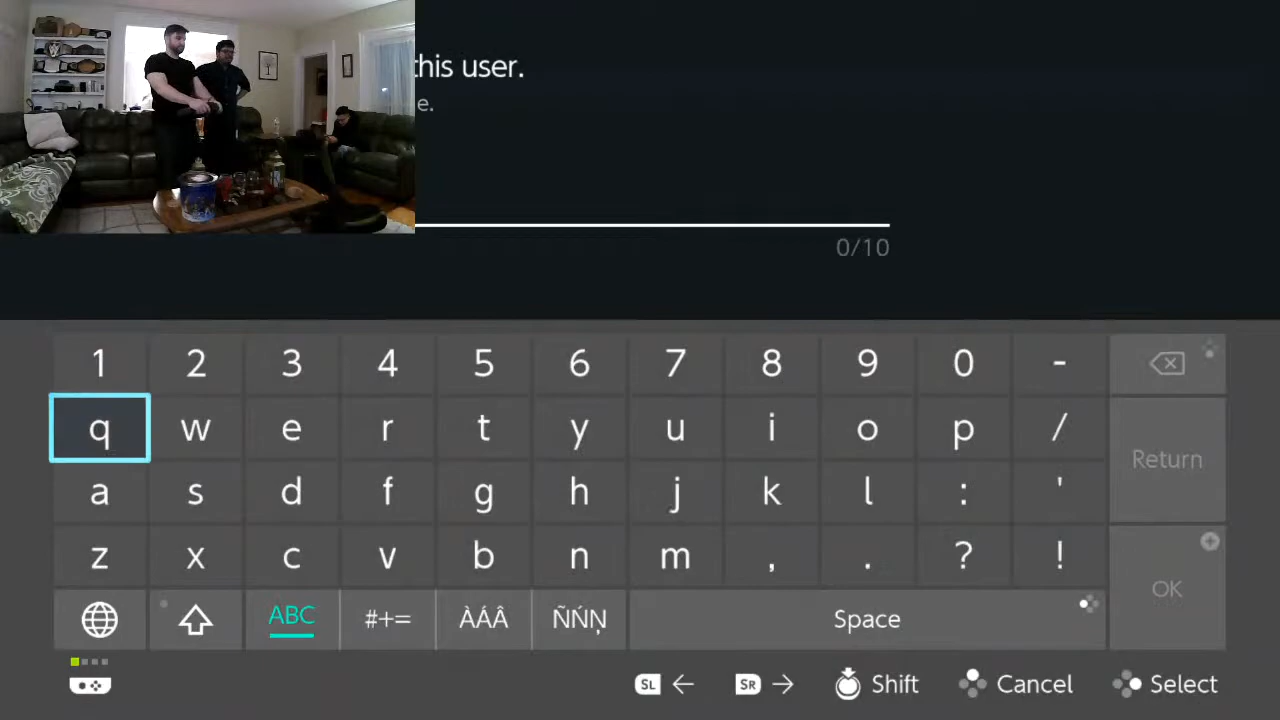 this user.
e.
0/10
1 2 3 4 5 6 7 8 9 0 -
q w e r t y u i o p /
Return
a s d f g h j k l : '
z x c v b n m , . ? !
OK
ABC #+= ÀÁÂ ÑŃŅ Space
SL ← SR → Shift Cancel Select